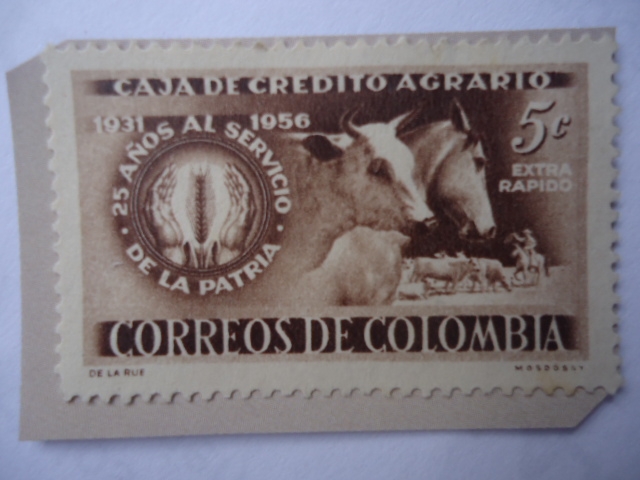 CAJA DE CREDITO AGRARIO
1931 1956
25 AÑOS AL SERVICIO
DE LA PATRIA
5c
EXTRA
RAPIDO
CORREOS DE COLOMBIA
DE LA RUE